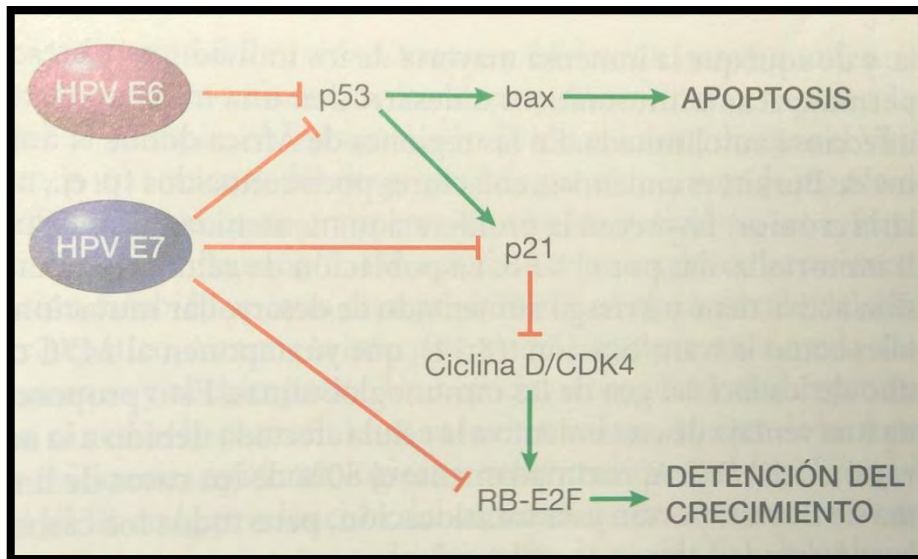 HPV E6
p53
bax
APOPTOSIS
HPV E7
p21
Ciclina D/CDK4
RB-E2F
DETENCIÓN DEL
CRECIMIENTO